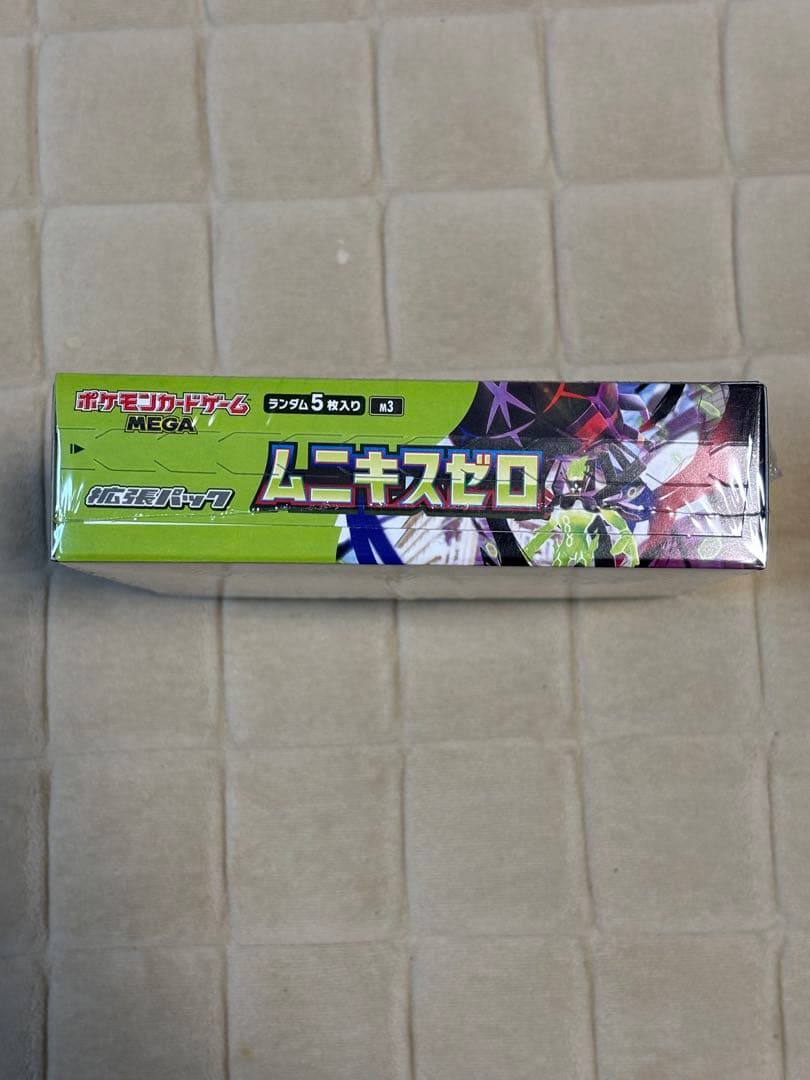 ポケモンカードゲーム
MEGA
ランダム5枚入り
M3
拡張パック
ムニキスゼロ